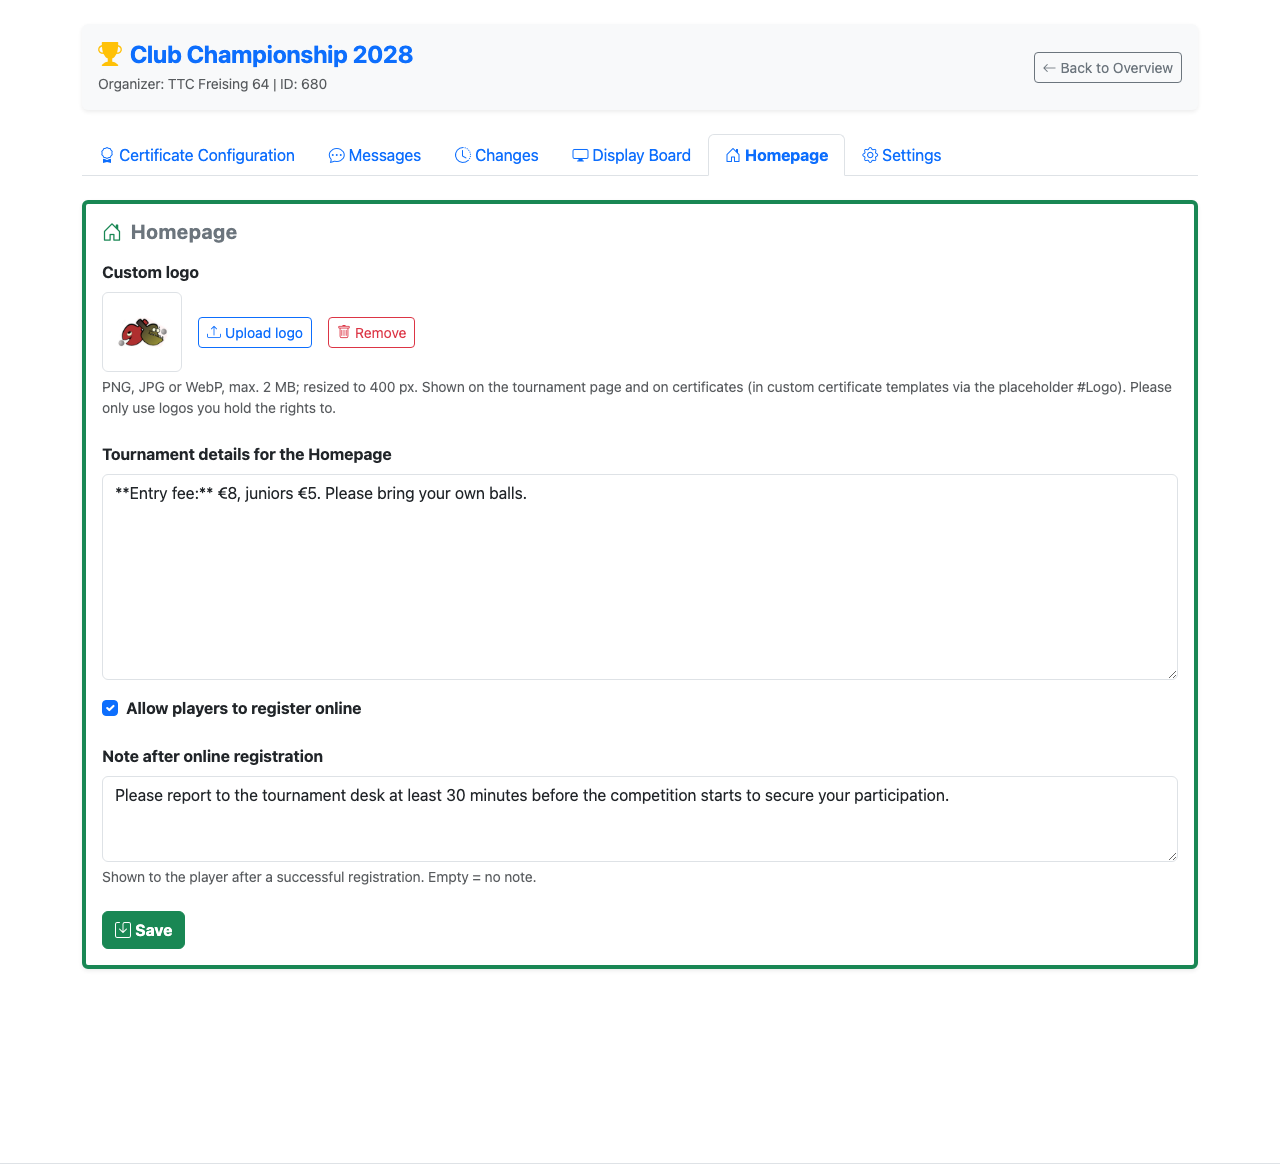 Club Championship 2028
Organizer: TTC Freising 64 | ID: 680
Back to Overview
Certificate Configuration
Messages
Changes
Display Board
Homepage
Settings
Homepage
Custom logo
Upload logo
Remove
PNG, JPG or WebP, max. 2 MB; resized to 400 px. Shown on the tournament page and on certificates (in custom certificate templates via the placeholder #Logo). Please
only use logos you hold the rights to.
Tournament details for the Homepage
**Entry fee:** €8, juniors €5. Please bring your own balls.
Allow players to register online
Note after online registration
Please report to the tournament desk at least 30 minutes before the competition starts to secure your participation.
Shown to the player after a successful registration. Empty = no note.
Save